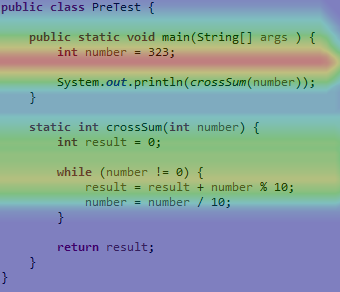 public class PreTest {
    public static void main(String[] args ) {
        int number = 323;
        System.out.println(crossSum(number));
    }
    static int crossSum(int number) {
        int result = 0;
        while (number != 0) {
            result = result + number % 10;
            number = number / 10;
        }
        return result;
    }
}